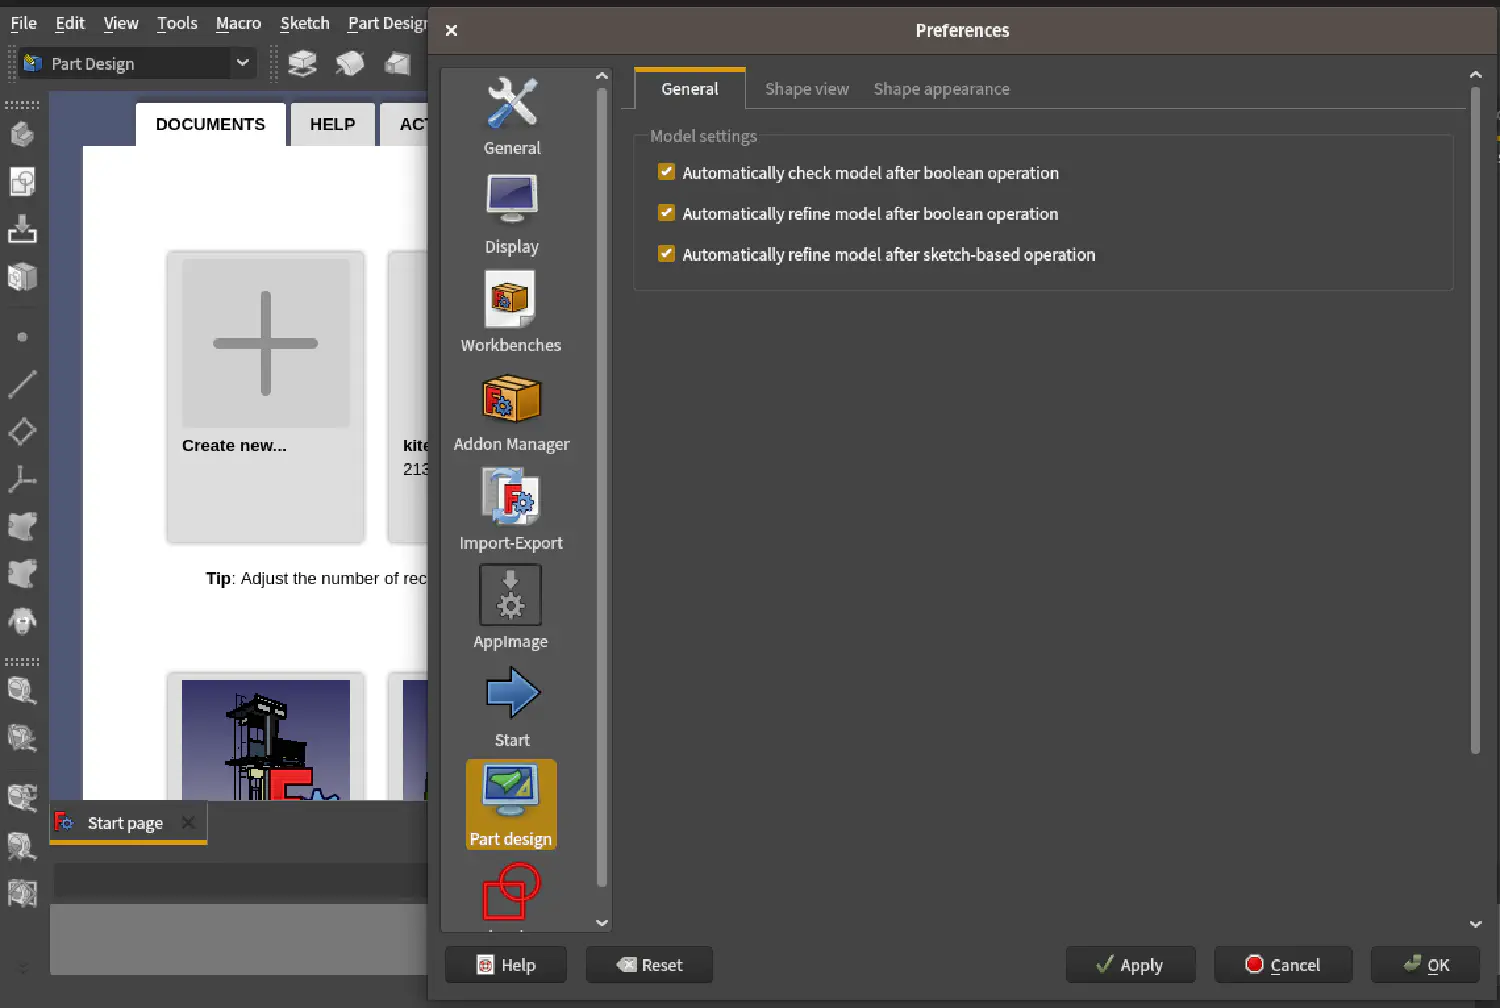 File Edit View Tools Macro Sketch Part Design
Preferences
Part Design
DOCUMENTS HELP
General
Display
Workbenches
Addon Manager
Import-Export
AppImage
Start
Part design
General Shape view Shape appearance
Model settings
Automatically check model after boolean operation
Automatically refine model after boolean operation
Automatically refine model after sketch-based operation
Create new...
kite
213
Tip: Adjust the number of rec
Start page
Help Reset Apply Cancel OK